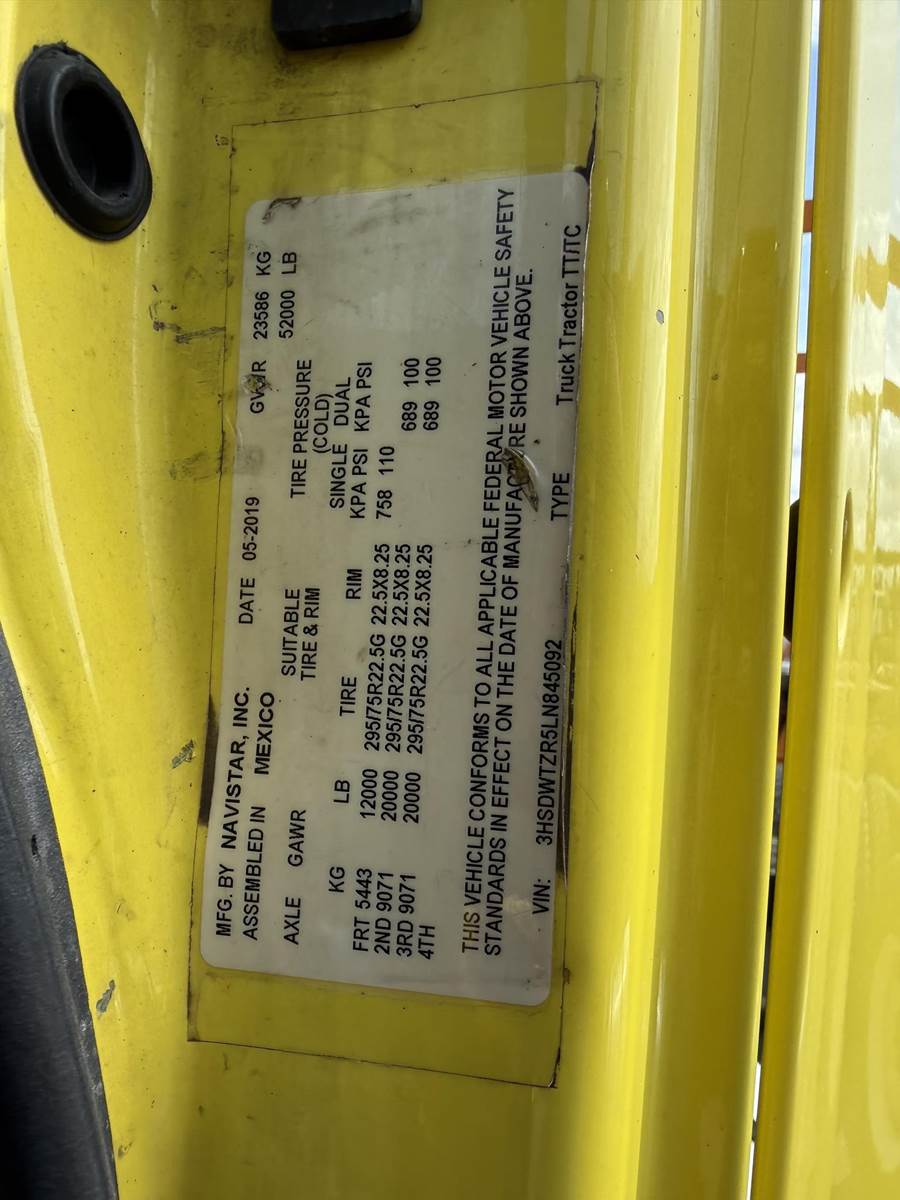 MFG. BY NAVISTAR, INC. DATE 05-2019 GVWR 23586 KG
ASSEMBLED IN MEXICO 52000 LB
AXLE GAWR SUITABLE TIRE PRESSURE
TIRE & RIM (COLD)
SINGLE DUAL
KG LB TIRE RIM KPA PSI KPA PSI
FRT 5443 12000 295/75R22.5G 22.5X8.25 758 110
2ND 9071 20000 295/75R22.5G 22.5X8.25 689 100
3RD 9071 20000 295/75R22.5G 22.5X8.25 689 100
4TH
THIS VEHICLE CONFORMS TO ALL APPLICABLE FEDERAL MOTOR VEHICLE SAFETY
STANDARDS IN EFFECT ON THE DATE OF MANUFACTURE SHOWN ABOVE.
VIN: 3HSDWTZR5LN845092 TYPE Truck Tractor TT/TC